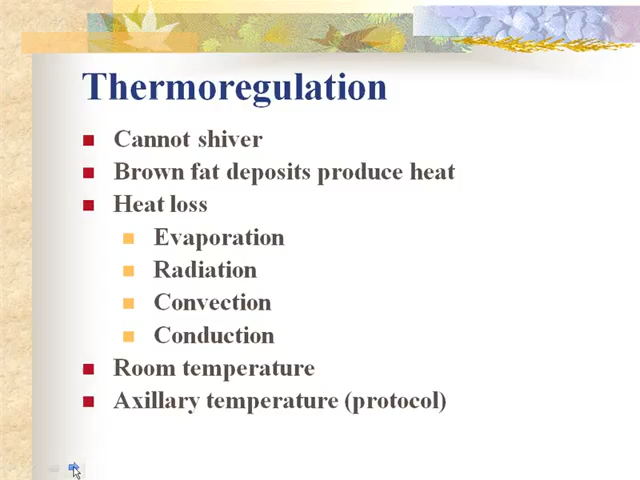 Thermoregulation
Cannot shiver
Brown fat deposits produce heat
Heat loss
Evaporation
Radiation
Convection
Conduction
Room temperature
Axillary temperature (protocol)